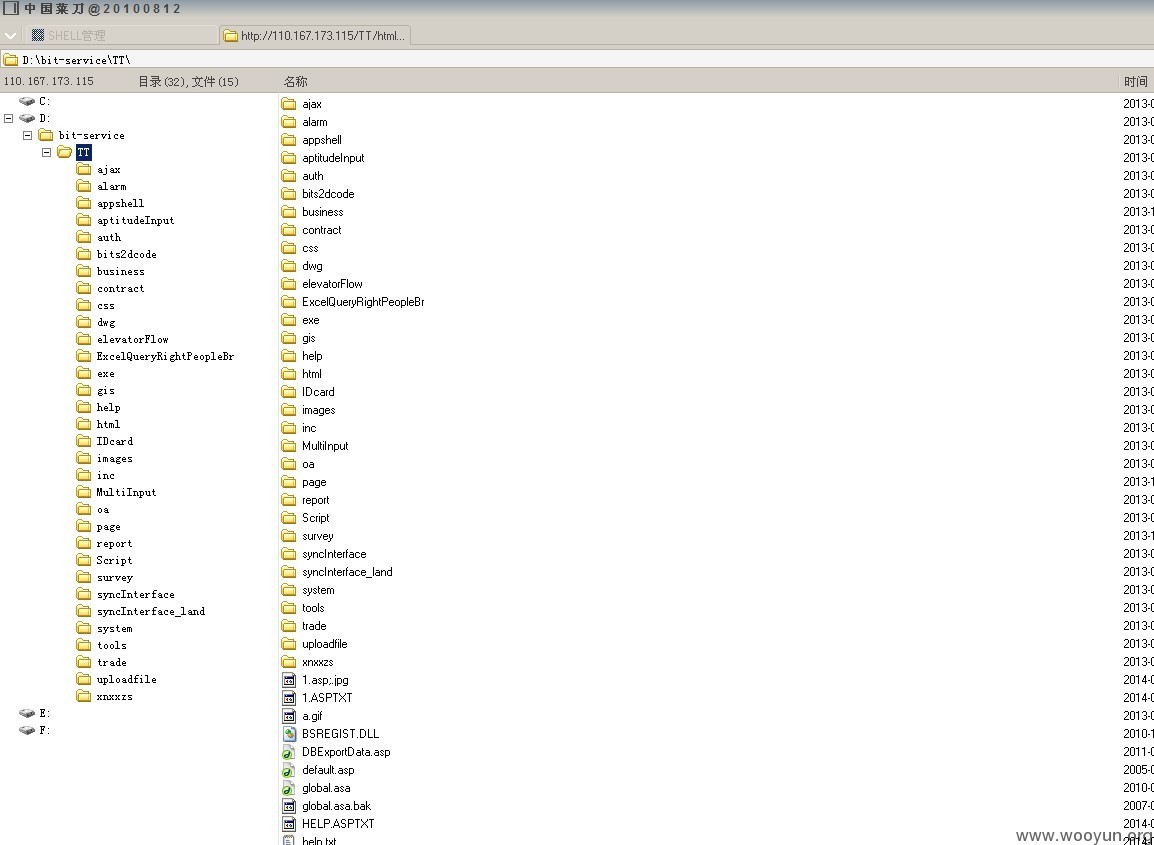 中国菜刀@20100812
SHELL管理
http://110.167.173.115/TT/html...
D:\bit-service\TT\
110.167.173.115 目录(32),文件(15) 名称 时间
C:
D:
bit-service
TT
ajax
alarm
appshell
aptitudeInput
auth
bits2dcode
business
contract
css
dwg
elevatorFlow
ExcelQueryRightPeopleBr
exe
gis
help
html
IDcard
images
inc
MultiInput
oa
page
report
Script
survey
syncInterface
syncInterface_land
system
tools
trade
uploadfile
xnxxzs
E:
F:
ajax 2013-0
alarm 2013-0
appshell 2013-0
aptitudeInput 2013-0
auth 2013-0
bits2dcode 2013-0
business 2013-1
contract 2013-0
css 2013-0
dwg 2013-0
elevatorFlow 2013-0
ExcelQueryRightPeopleBr 2013-0
exe 2013-0
gis 2013-0
help 2013-0
html 2013-0
IDcard 2013-0
images 2013-0
inc 2013-0
MultiInput 2013-0
oa 2013-0
page 2013-1
report 2013-0
Script 2013-0
survey 2013-1
syncInterface 2013-0
syncInterface_land 2013-0
system 2013-0
tools 2013-0
trade 2013-0
uploadfile 2013-0
xnxxzs 2013-0
1.asp;.jpg 2014-0
1.ASPTXT 2014-0
a.gif 2013-0
BSREGIST.DLL 2010-1
DBExportData.asp 2011-0
default.asp 2005-0
global.asa 2010-0
global.asa.bak 2007-0
HELP.ASPTXT 2014-0
help.txt 2014-
www.wooyun.org